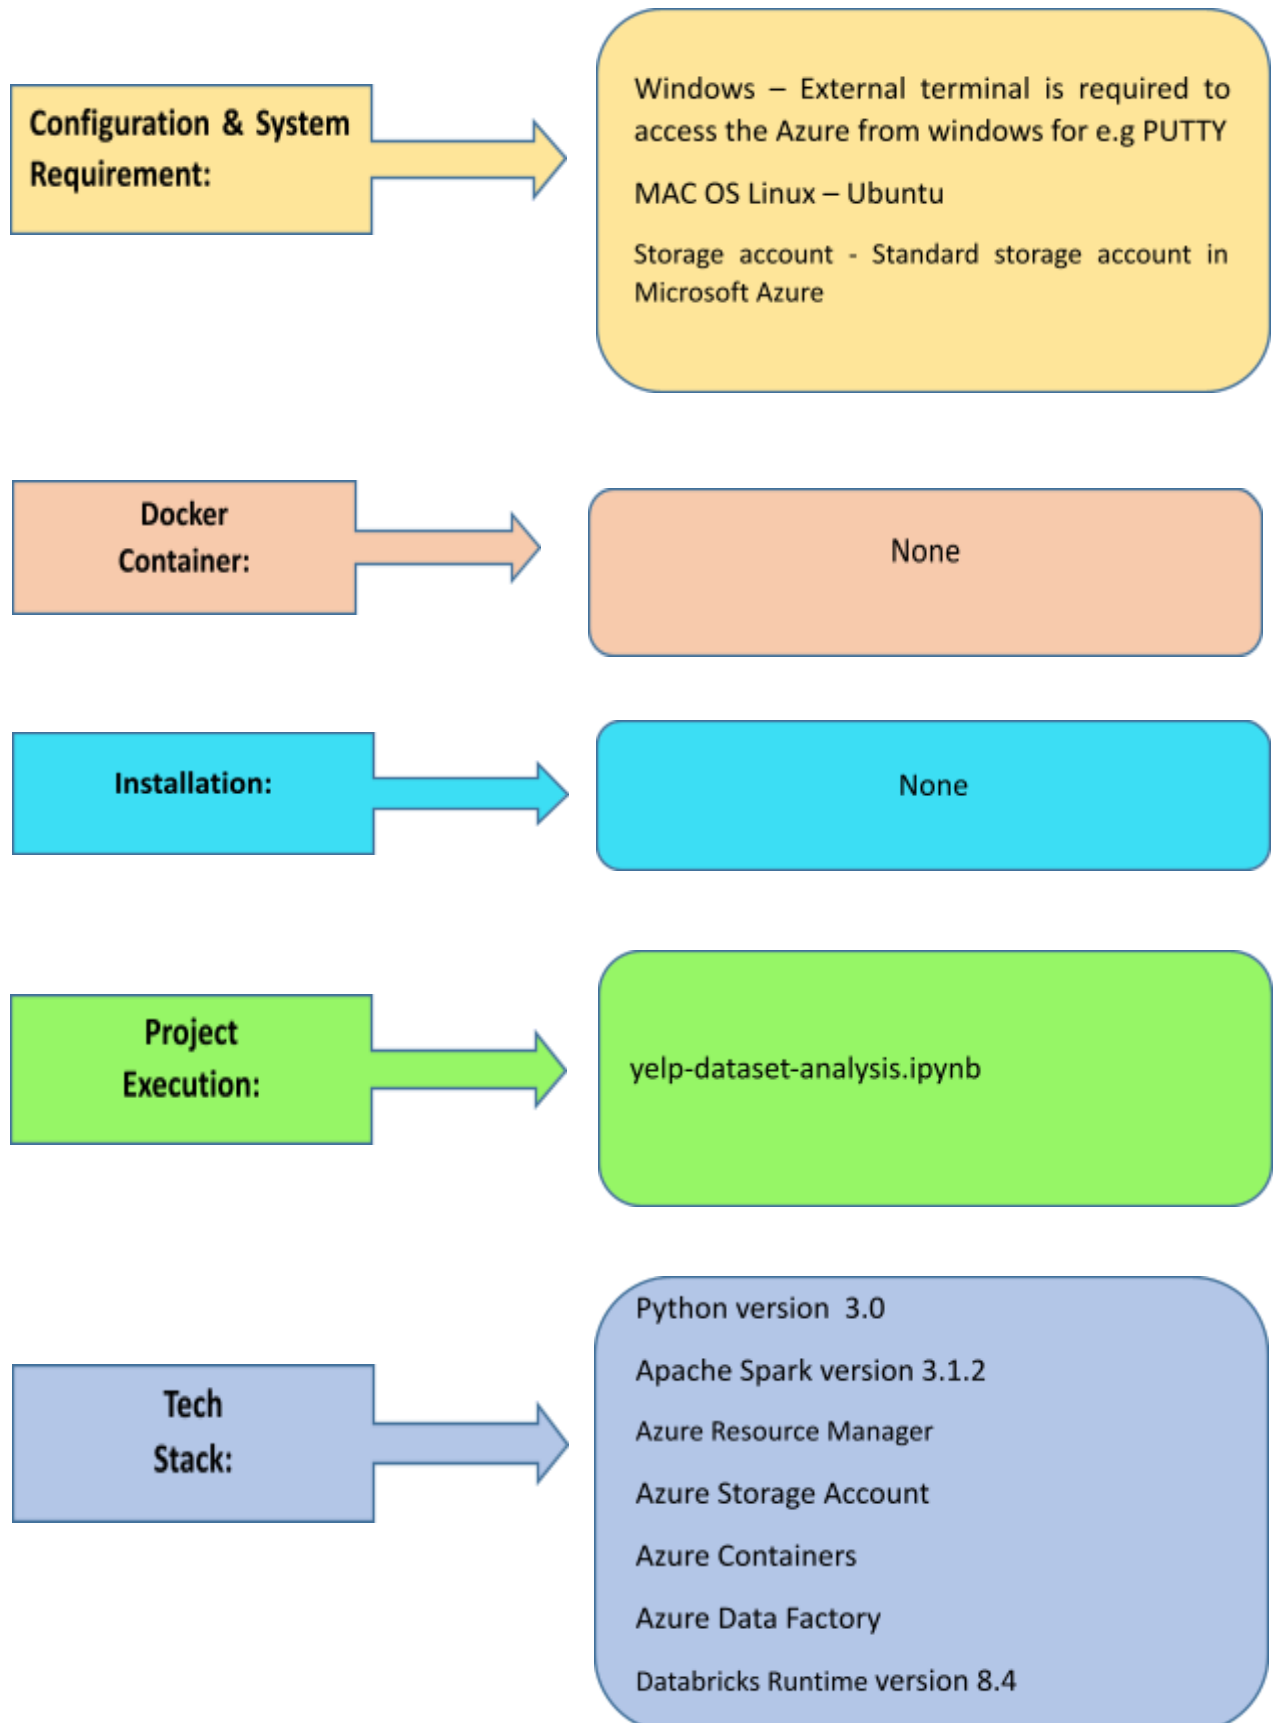 Configuration & System
Requirement:
Windows – External terminal is required to
access the Azure from windows for e.g PUTTY
MAC OS Linux – Ubuntu
Storage account - Standard storage account in
Microsoft Azure
Docker
Container:
None
Installation:
None
Project
Execution:
yelp-dataset-analysis.ipynb
Tech
Stack:
Python version 3.0
Apache Spark version 3.1.2
Azure Resource Manager
Azure Storage Account
Azure Containers
Azure Data Factory
Databricks Runtime version 8.4